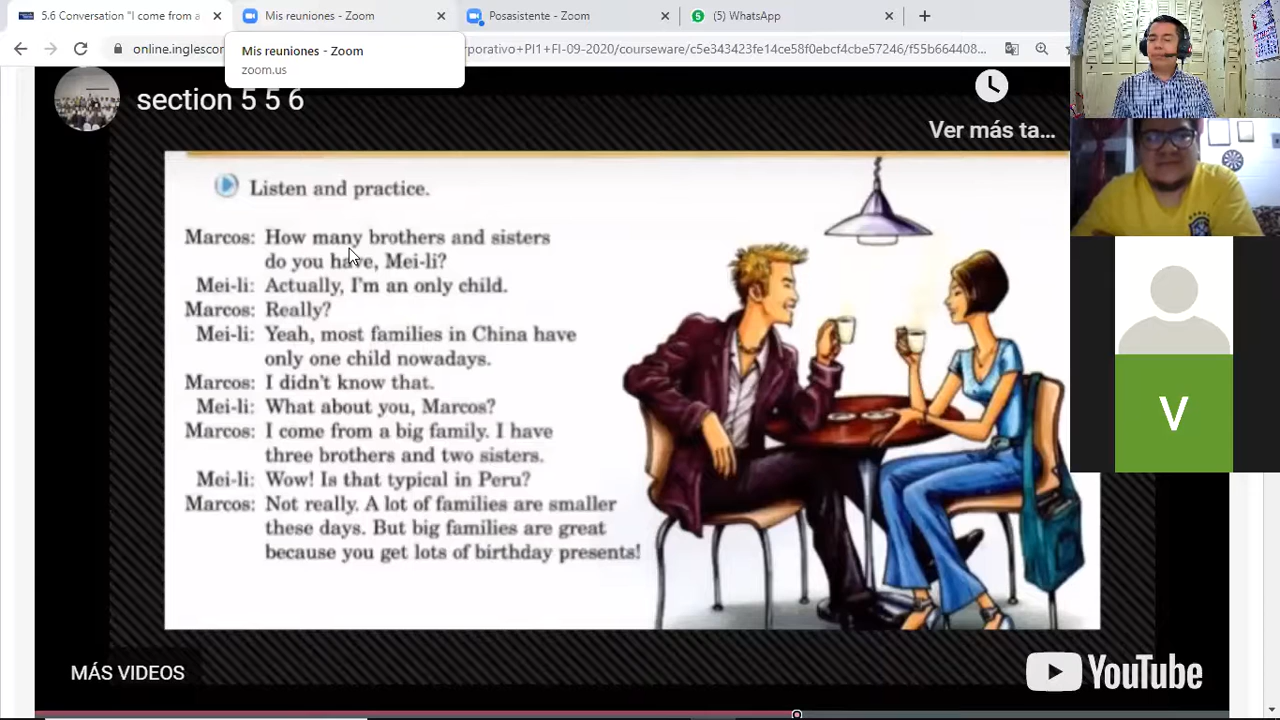 5.6 Conversation "I come from a
Mis reuniones - Zoom
Posasistente - Zoom
5
(5) WhatsApp
online.inglescor
Mis reuniones - Zoom
zoom.us
section 5 5 6
Ver más ta...
Listen and practice.
Marcos: How many brothers and sisters
do you have, Mei-li?
Mei-li: Actually, I'm an only child.
Marcos: Really?
Mei-li: Yeah, most families in China have
only one child nowadays.
Marcos: I didn't know that.
Mei-li: What about you, Marcos?
Marcos: I come from a big family. I have
three brothers and two sisters.
Mei-li: Wow! Is that typical in Peru?
Marcos: Not really. A lot of families are smaller
these days. But big families are great
because you get lots of birthday presents!
V
MÁS VIDEOS
YouTube